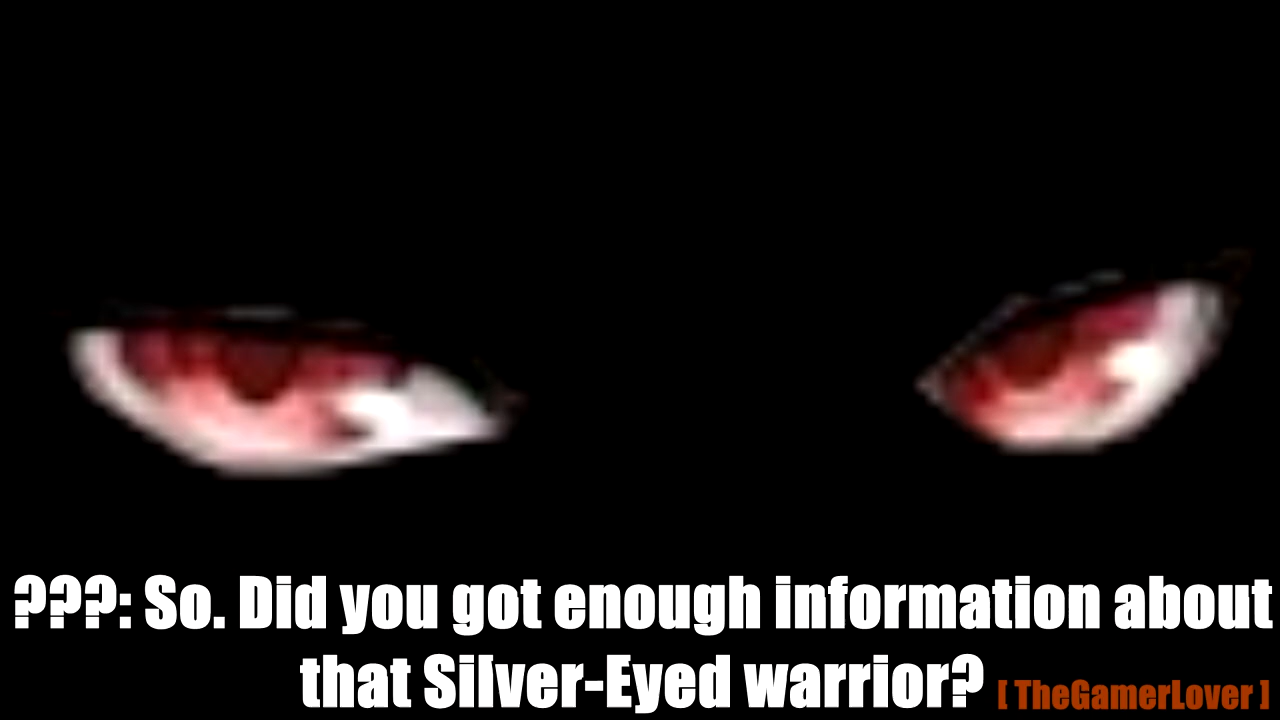 ???: So. Did you got enough information about
that Silver-Eyed warrior?
[ TheGamerLover ]